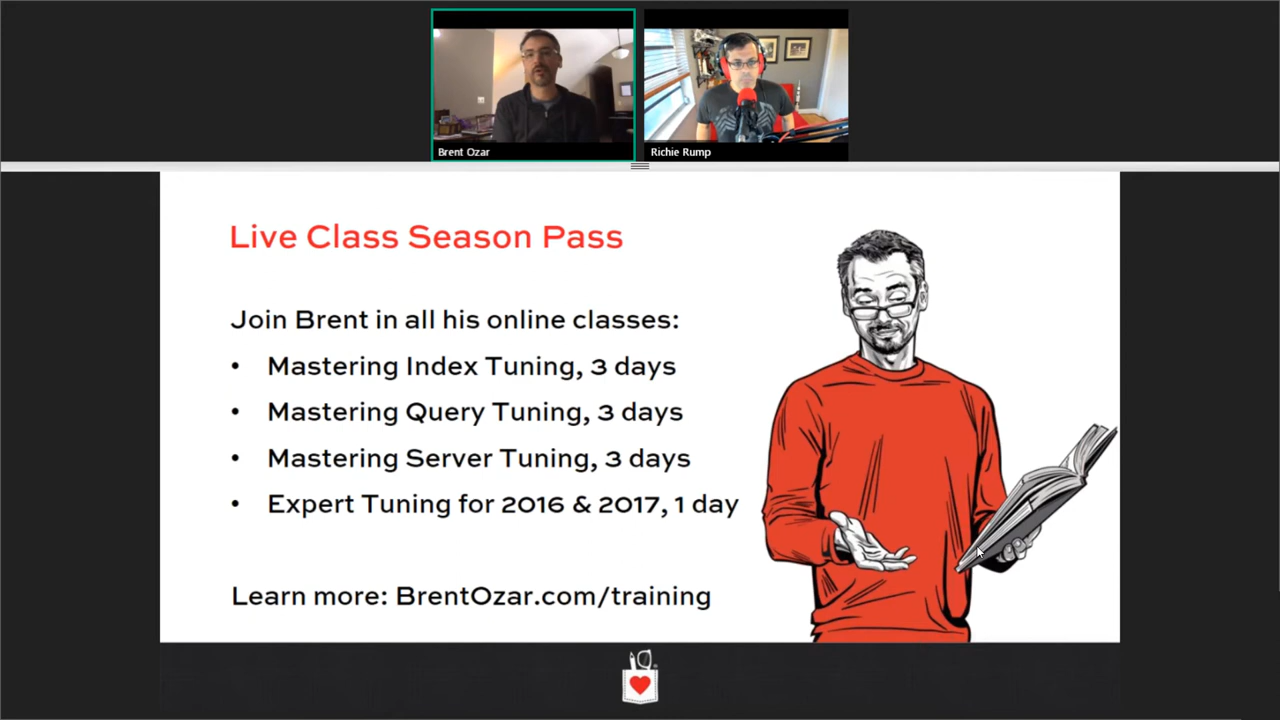 Brent Ozar
Richie Rump
Live Class Season Pass
Join Brent in all his online classes:
• Mastering Index Tuning, 3 days
• Mastering Query Tuning, 3 days
• Mastering Server Tuning, 3 days
• Expert Tuning for 2016 & 2017, 1 day
Learn more: BrentOzar.com/training